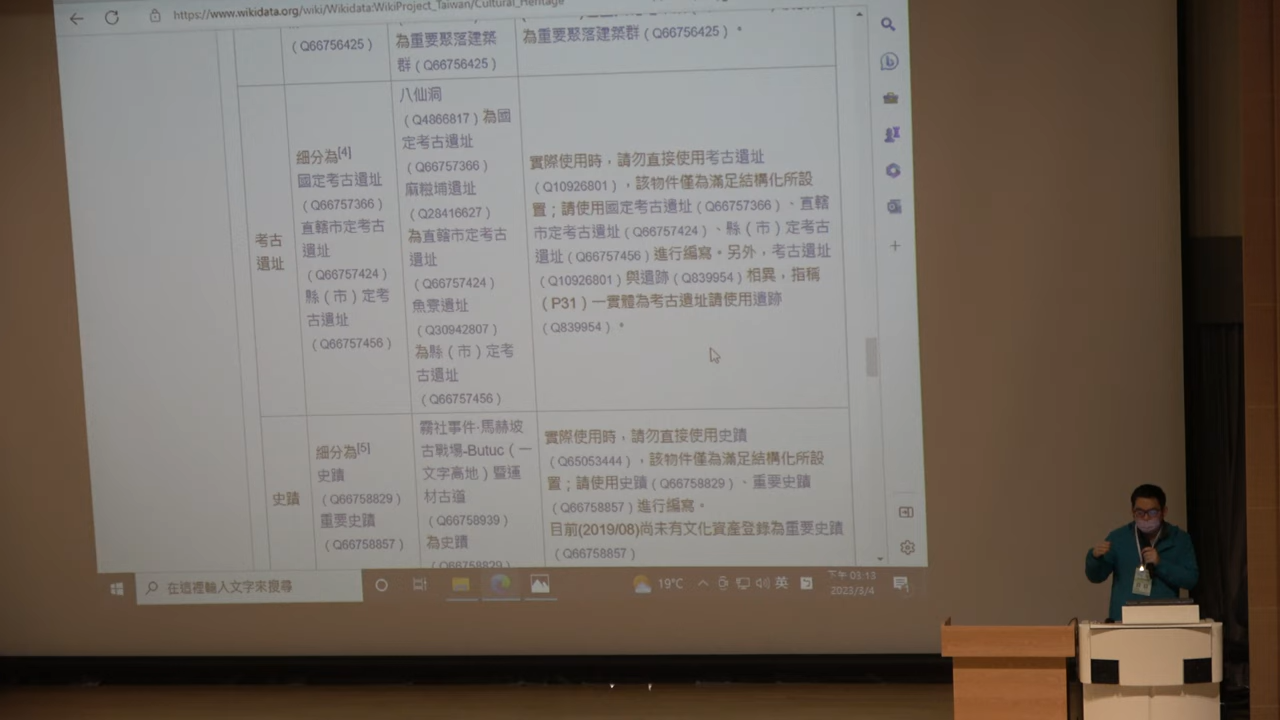 https://www.wikidata.org/wiki/Wikidata:WikiProject_Taiwan/Cultural_Heritage
(Q66756425)
為重要聚落建築
群(Q66756425)
為重要聚落建築群(Q66756425)。
考古
遺址
細分為[4]
國定考古遺址
(Q66757366)
直轄市定考古
遺址
(Q66757424)
縣(市)定考
古遺址
(Q66757456)
八仙洞
(Q4866817)為國
定考古遺址
(Q66757366)
麻糍埔遺址
(Q28416627)
為直轄市定考古
遺址
(Q66757424)
魚寮遺址
(Q30942807)
為縣(市)定考
古遺址
(Q66757456)
實際使用時,請勿直接使用考古遺址
(Q10926801),該物件僅為滿足結構化所設
置;請使用國定考古遺址(Q66757366)、直轄
市定考古遺址(Q66757424)、縣(市)定考古
遺址(Q66757456)進行編寫。另外,考古遺址
(Q10926801)與遺跡(Q839954)相異,指稱
(P31)一實體為考古遺址請使用遺跡
(Q839954)。
史蹟
細分為[5]
史蹟
(Q66758829)
重要史蹟
(Q66758857)
霧社事件-馬赫坡
古戰場-Butuc(一
文字高地)暨運
材古道
(Q66758939)
為史蹟
(Q66758829)
實際使用時,請勿直接使用史蹟
(Q65053444),該物件僅為滿足結構化所設
置;請使用史蹟(Q66758829)、重要史蹟
(Q66758857)進行編寫。
目前(2019/08)尚未有文化資產登錄為重要史蹟
(Q66758857)
在這裡輸入文字來搜尋
19°C
英
下午 03:13
2023/3/4